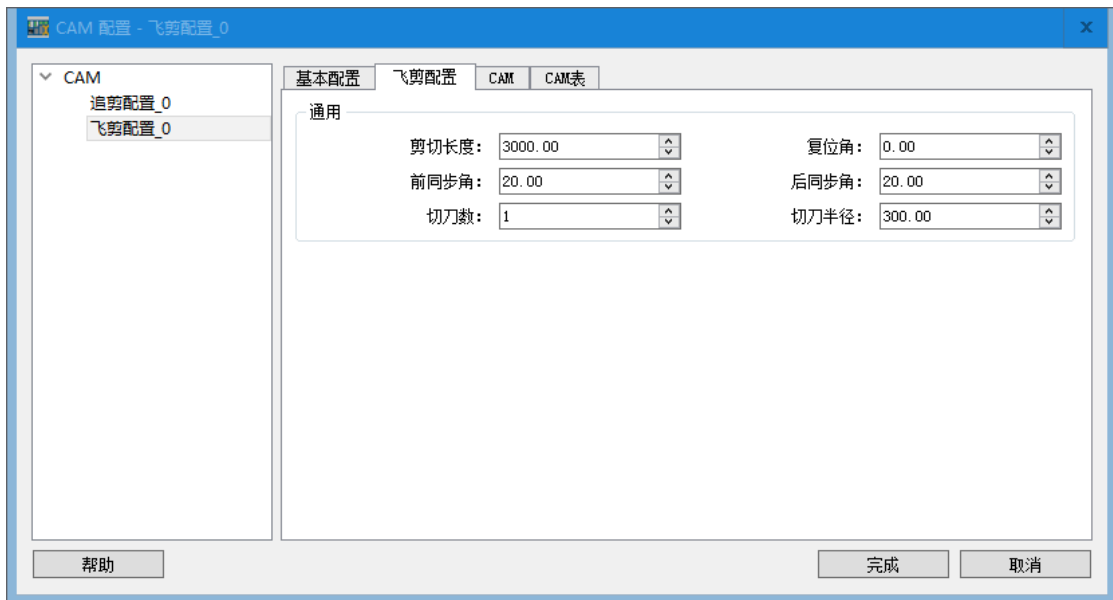 CAM 配置 - 飞剪配置_0
CAM
追剪配置_0
飞剪配置_0
基本配置 飞剪配置 CAM CAM表
通用
剪切长度: 3000.00 复位角: 0.00
前同步角: 20.00 后同步角: 20.00
切刀数: 1 切刀半径: 300.00
帮助 完成 取消